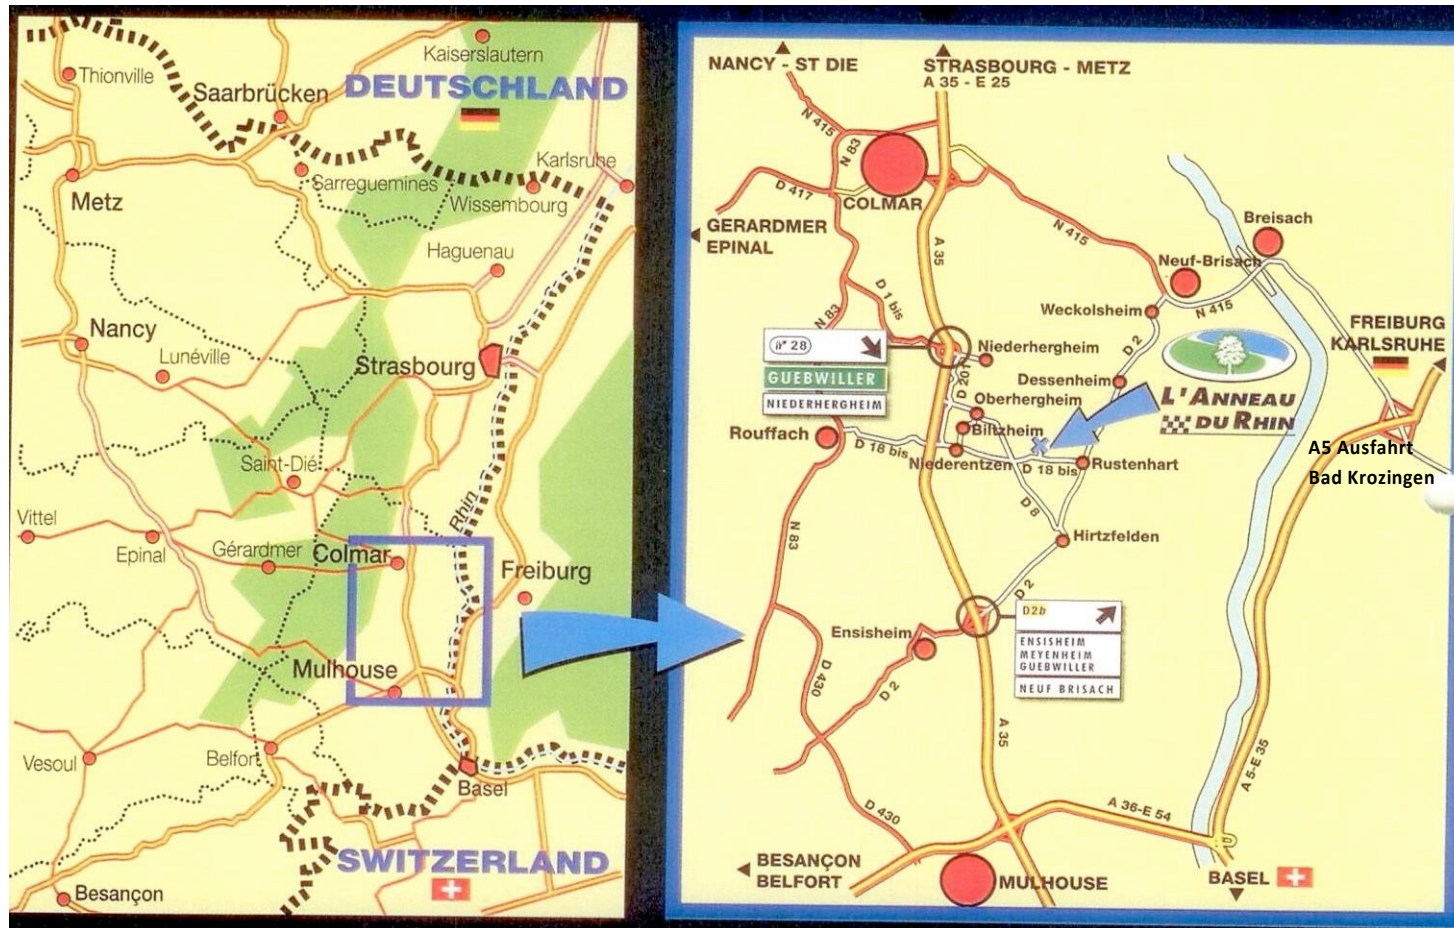 Thionville
Kaiserslautern
Saarbrücken
DEUTSCHLAND
Karlsruhe
Metz
Sarreguemines
Wissembourg
Haguenau
Nancy
Lunéville
Strasbourg
Saint-Dié
Rhin
Vittel
Epinal
Gérardmer
Colmar
Freiburg
Mulhouse
Vesoul
Belfort
Basel
SWITZERLAND
Besançon
NANCY - ST DIE
STRASBOURG - METZ
A 35 - E 25
N 415
N 83
D 417
COLMAR
GERARDMER
EPINAL
A 35
N 415
Breisach
Neuf-Brisach
N 415
Weckolsheim
D 1 bis
N 83
D 2
FREIBURG
KARLSRUHE
N° 28
GUEBWILLER
NIEDERHERGHEIM
Niederhergheim
D 201
Dessenheim
Oberhergheim
L'ANNEAU
DU RHIN
Biltzheim
Rouffach
D 18 bis
Niederentzen
D 18 bis
Rustenhart
A5 Ausfahrt
Bad Krozingen
N 83
D 8
Hirtzfelden
D 2
Ensisheim
D2b
ENSISHEIM
MEYENHEIM
GUEBWILLER
NEUF BRISACH
D 430
D 2
A 35
A 5-E 35
D 430
A 36-E 54
BESANÇON
BELFORT
MULHOUSE
BASEL